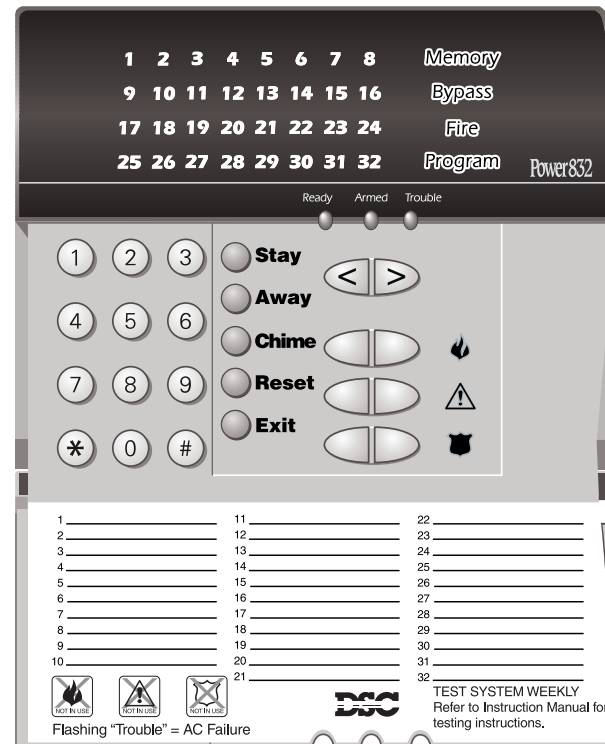 1 2 3 4 5 6 7 8 Memory
9 10 11 12 13 14 15 16 Bypass
17 18 19 20 21 22 23 24 Fire
25 26 27 28 29 30 31 32 Program
Power832
Ready Armed Trouble
1 2 3
4 5 6
7 8 9
* 0 #
Stay
Away
Chime
Reset
Exit
< >
1
2
3
4
5
6
7
8
9
10
11
12
13
14
15
16
17
18
19
20
21
22
23
24
25
26
27
28
29
30
31
32
NOT IN USE
NOT IN USE
NOT IN USE
Flashing “Trouble” = AC Failure
DSC
TEST SYSTEM WEEKLY
Refer to Instruction Manual for
testing instructions.